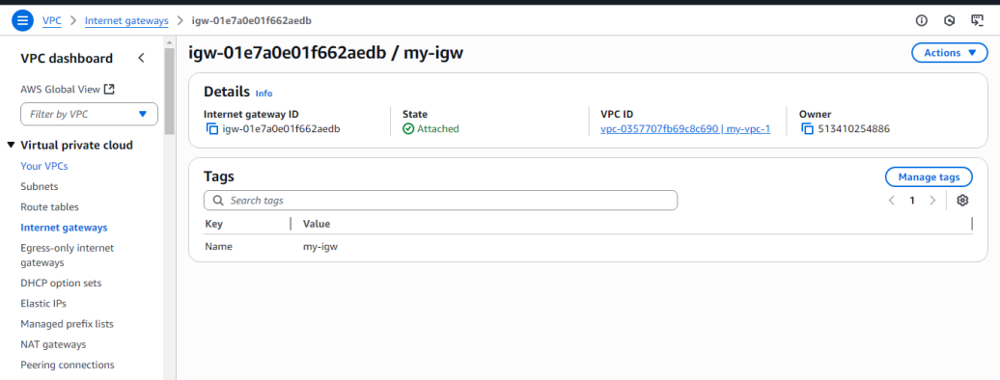 VPC > Internet gateways > igw-01e7a0e01f662aedb
VPC dashboard
AWS Global View
Filter by VPC
Virtual private cloud
Your VPCs
Subnets
Route tables
Internet gateways
Egress-only internet
gateways
DHCP option sets
Elastic IPs
Managed prefix lists
NAT gateways
Peering connections
igw-01e7a0e01f662aedb / my-igw
Actions
Details Info
Internet gateway ID
igw-01e7a0e01f662aedb
State
Attached
VPC ID
vpc-0357707fb69c8c690 | my-vpc-1
Owner
513410254886
Tags
Manage tags
Search tags
1
Key Value
Name my-igw